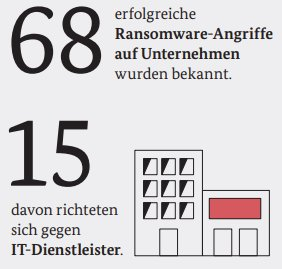 68
erfolgreiche
Ransomware-Angriffe
auf Unternehmen
wurden bekannt.
15
davon richteten
sich gegen
IT-Dienstleister.